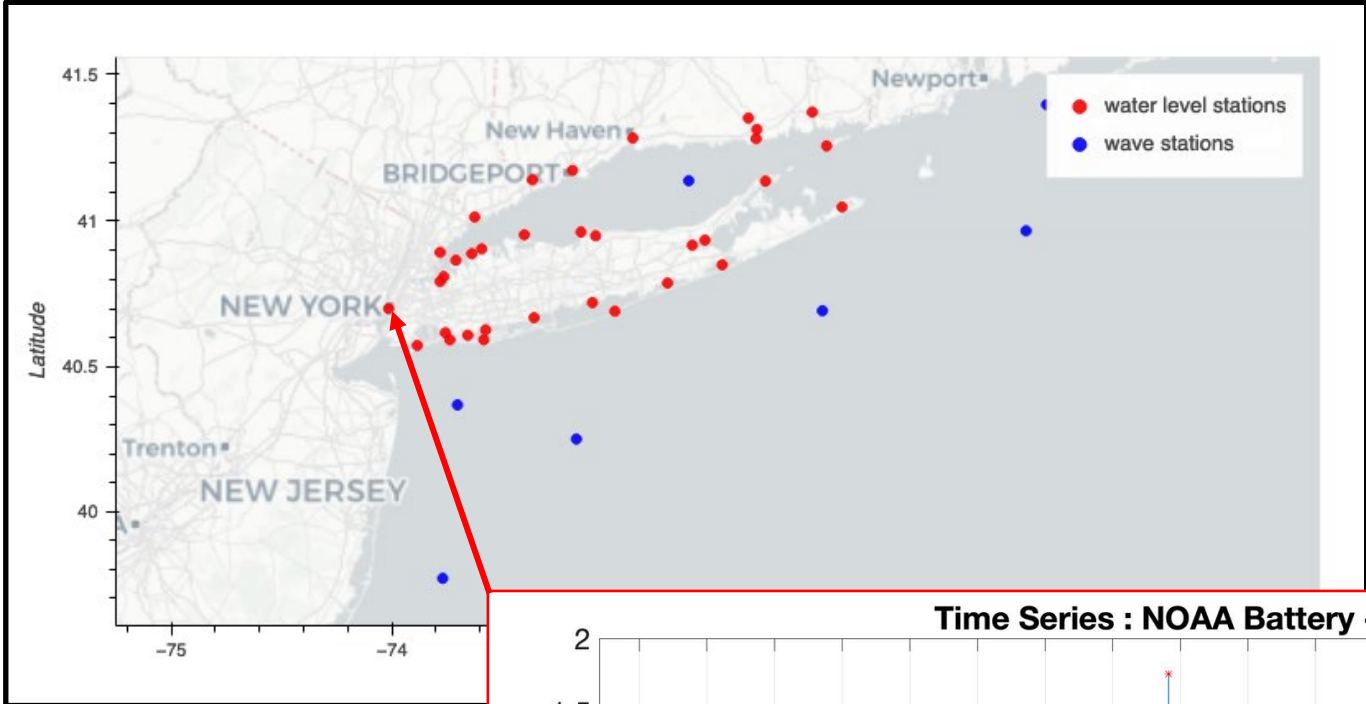 41.5
41
40.5
40
Latitude
Newport
New Haven
BRIDGEPORT
NEW YORK
Trenton
NEW JERSEY
A
water level stations
wave stations
-75
-74
Time Series : NOAA Battery -
2